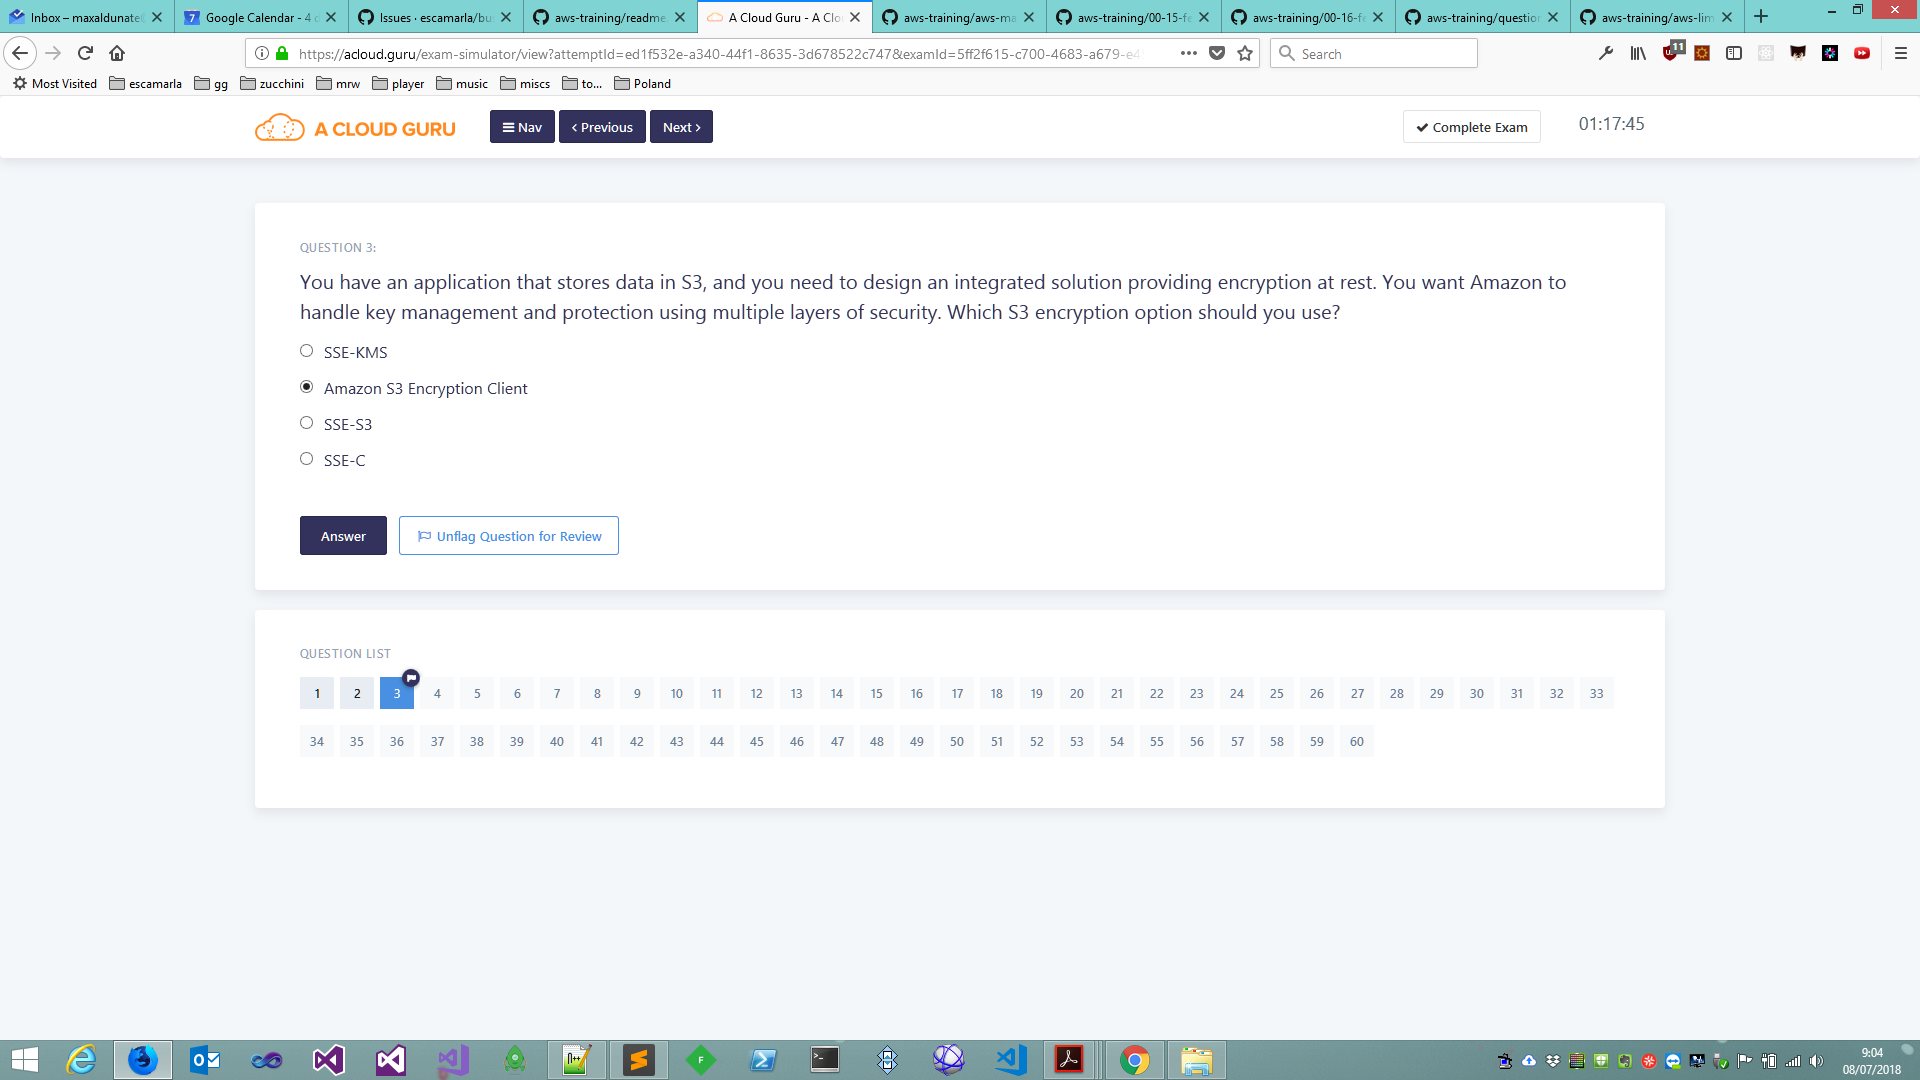 Inbox – maxaldunate
Google Calendar - 4
Issues · escamarla/bu
aws-training/readme.
A Cloud Guru - A Clo
aws-training/aws-ma
aws-training/00-15-fe
aws-training/00-16-fe
aws-training/question
aws-training/aws-lim
https://acloud.guru/exam-simulator/view?attemptId=ed1f532e-a340-44f1-8635-3d678522c747&examId=5ff2f615-c700-4683-a679-e4
Search
11
Most Visited escamarla gg zucchini mrw player music miscs to... Poland
A CLOUD GURU
Nav
Previous
Next
Complete Exam
01:17:45
QUESTION 3:
You have an application that stores data in S3, and you need to design an integrated solution providing encryption at rest. You want Amazon to
handle key management and protection using multiple layers of security. Which S3 encryption option should you use?
SSE-KMS
Amazon S3 Encryption Client
SSE-S3
SSE-C
Answer
Unflag Question for Review
QUESTION LIST
1 2 3 4 5 6 7 8 9 10 11 12 13 14 15 16 17 18 19 20 21 22 23 24 25 26 27 28 29 30 31 32 33
34 35 36 37 38 39 40 41 42 43 44 45 46 47 48 49 50 51 52 53 54 55 56 57 58 59 60
9:04
08/07/2018